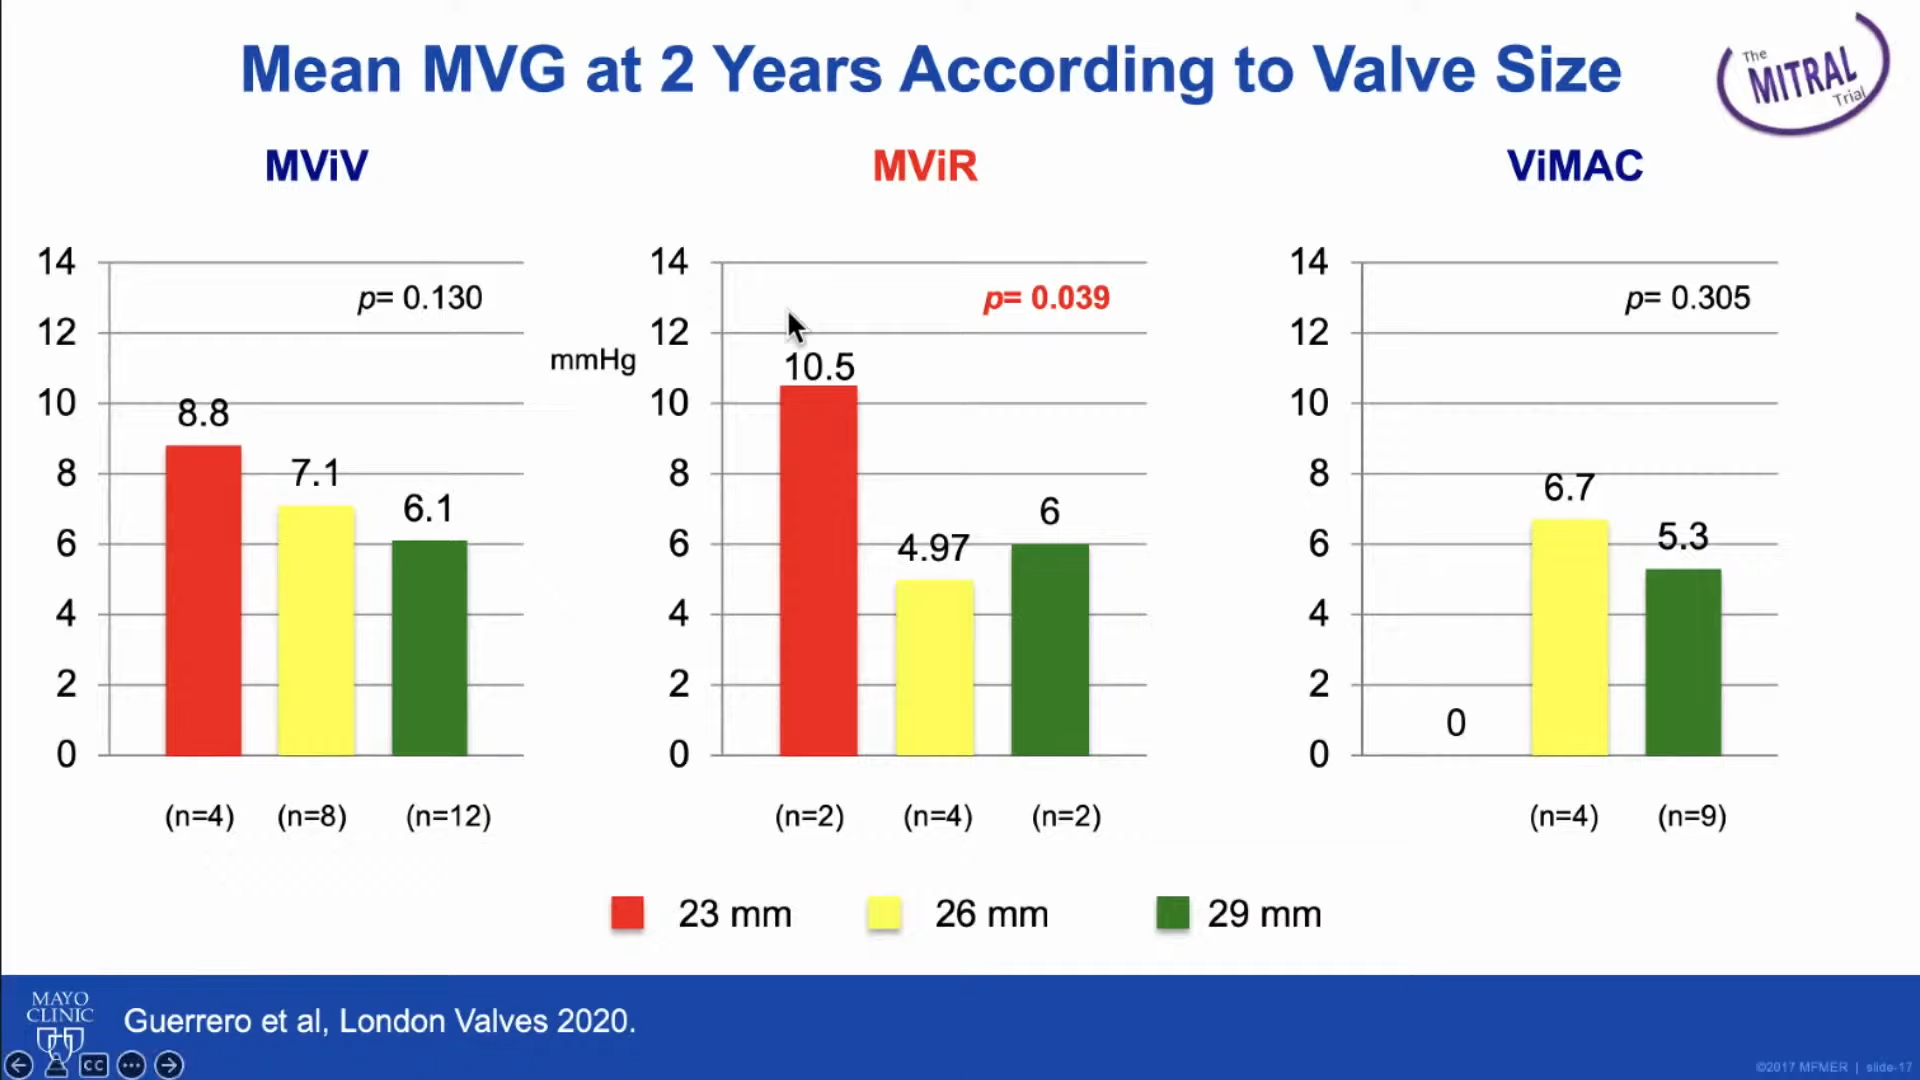 Mean MVG at 2 Years According to Valve Size
The
MITRAL
Trial
MViV
MViR
ViMAC
14
12
10
8
6
4
2
0
p= 0.130
8.8
7.1
6.1
(n=4)
(n=8)
(n=12)
mmHg
14
12
10
8
6
4
2
0
p= 0.039
10.5
4.97
6
(n=2)
(n=4)
(n=2)
14
12
10
8
6
4
2
0
p= 0.305
0
6.7
5.3
(n=4)
(n=9)
23 mm
26 mm
29 mm
MAYO
CLINIC
Guerrero et al, London Valves 2020.
CC
©2017 MFMER | slide-17